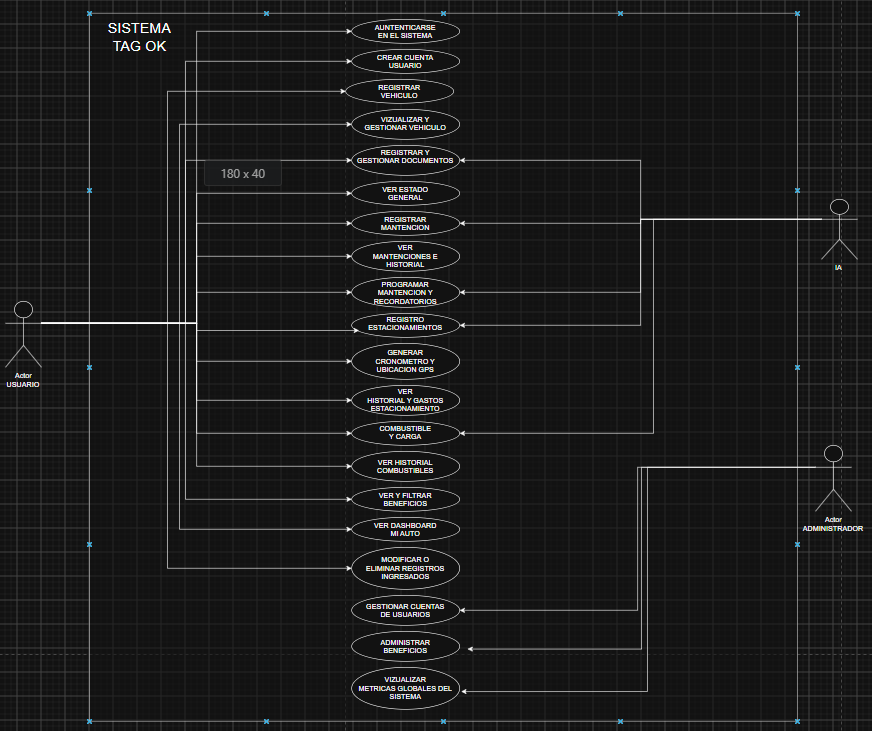 SISTEMA
TAG OK
AUNTENTICARSE
EN EL SISTEMA
CREAR CUENTA
USUARIO
REGISTRAR
VEHICULO
VIZUALIZAR Y
GESTIONAR VEHICULO
REGISTRAR Y
GESTIONAR DOCUMENTOS
180 x 40
VER ESTADO
GENERAL
REGISTRAR
MANTENCION
VER
MANTENCIONES E
HISTORIAL
PROGRAMAR
MANTENCION Y
RECORDATORIOS
REGISTRO
ESTACIONAMIENTOS
GENERAR
CRONOMETRO Y
UBICACION GPS
VER
HISTORIAL Y GASTOS
ESTACIONAMIENTO
COMBUSTIBLE
Y CARGA
VER HISTORIAL
COMBUSTIBLES
VER Y FILTRAR
BENEFICIOS
VER DASHBOARD
MI AUTO
MODIFICAR O
ELIMINAR REGISTROS
INGRESADOS
GESTIONAR CUENTAS
DE USUARIOS
ADMINISTRAR
BENEFICIOS
VIZUALIZAR
METRICAS GLOBALES DEL
SISTEMA
Actor
USUARIO
IA
Actor
ADMINISTRADOR